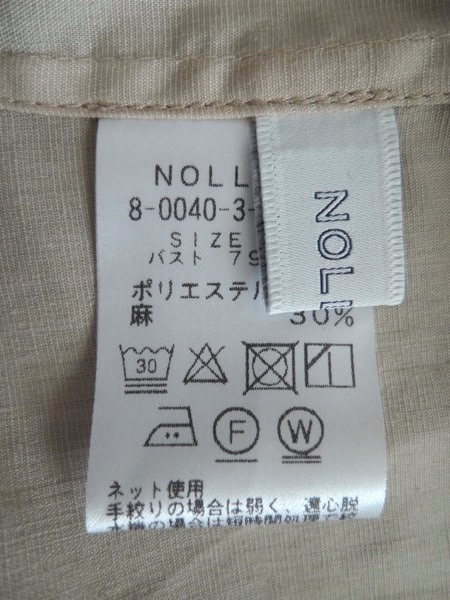 NOLL
8-0040-3-
SIZE
バスト 79
ポリエステル
麻 30%
NOLL
30
F
W
ネット使用
手絞りの場合は弱く、遠心脱